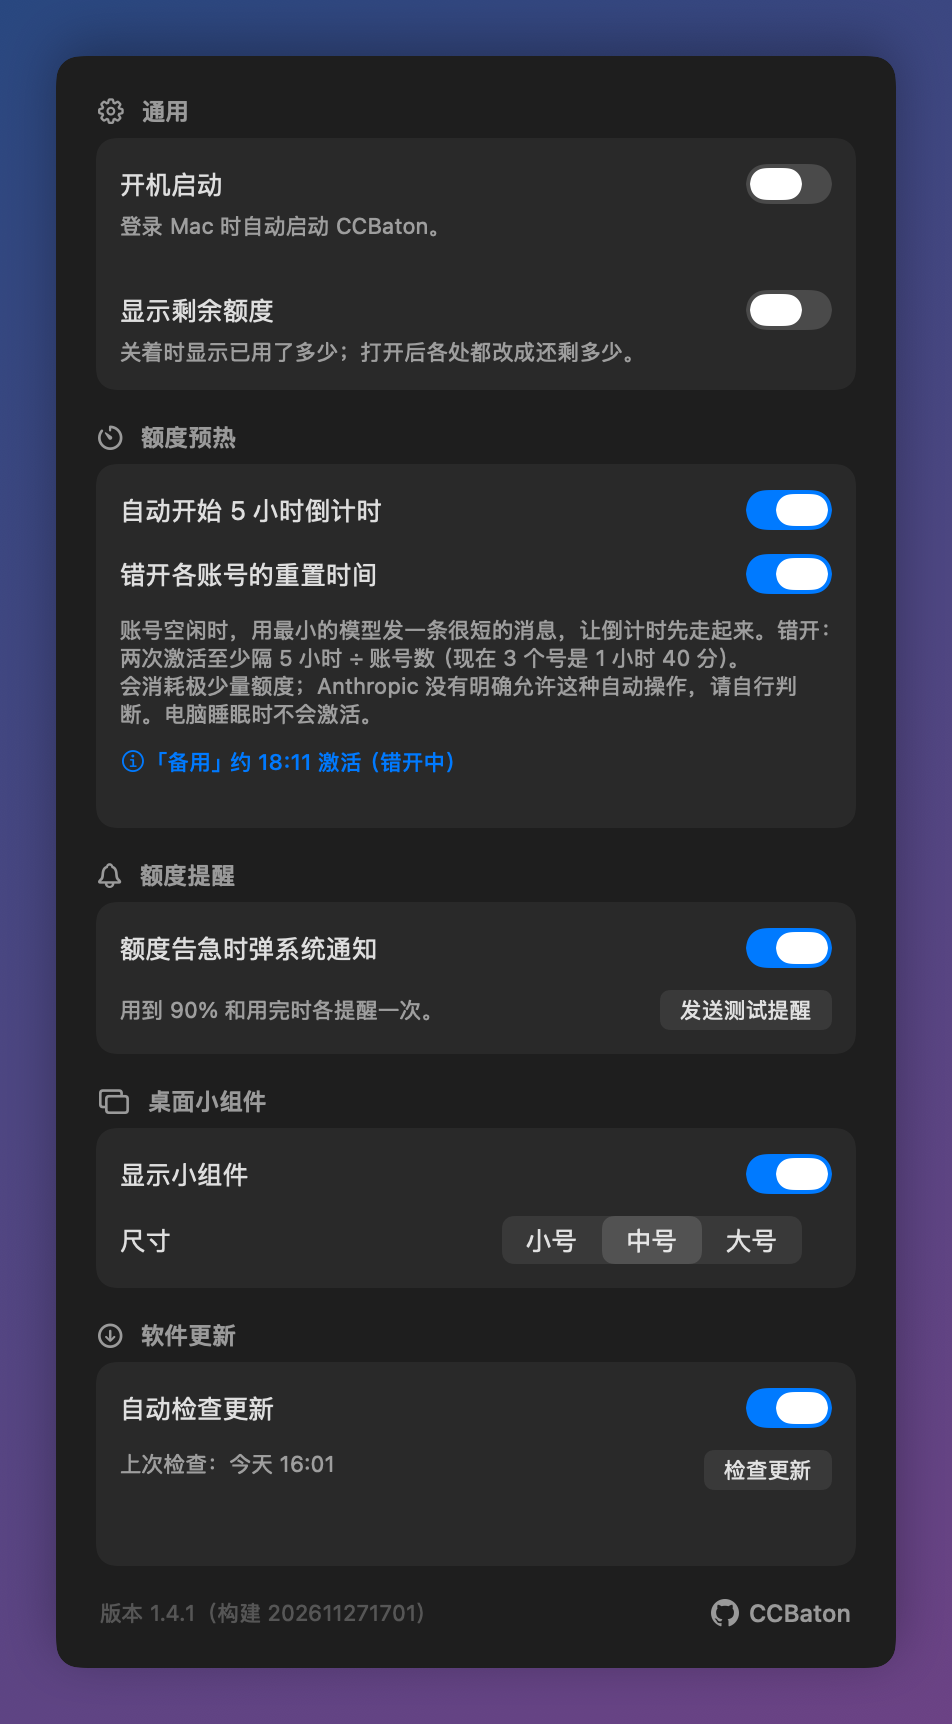 通用
开机启动
登录 Mac 时自动启动 CCBaton。
显示剩余额度
关着时显示已用了多少；打开后各处都改成还剩多少。
额度预热
自动开始 5 小时倒计时
错开各账号的重置时间
账号空闲时，用最小的模型发一条很短的消息，让倒计时先走起来。错开：
两次激活至少隔 5 小时 ÷ 账号数（现在 3 个号是 1 小时 40 分）。
会消耗极少量额度；Anthropic 没有明确允许这种自动操作，请自行判
断。电脑睡眠时不会激活。
「备用」约 18:11 激活（错开中）
额度提醒
额度告急时弹系统通知
用到 90% 和用完时各提醒一次。
发送测试提醒
桌面小组件
显示小组件
尺寸
小号 中号 大号
软件更新
自动检查更新
上次检查：今天 16:01
检查更新
版本 1.4.1（构建 202611271701）
CCBaton